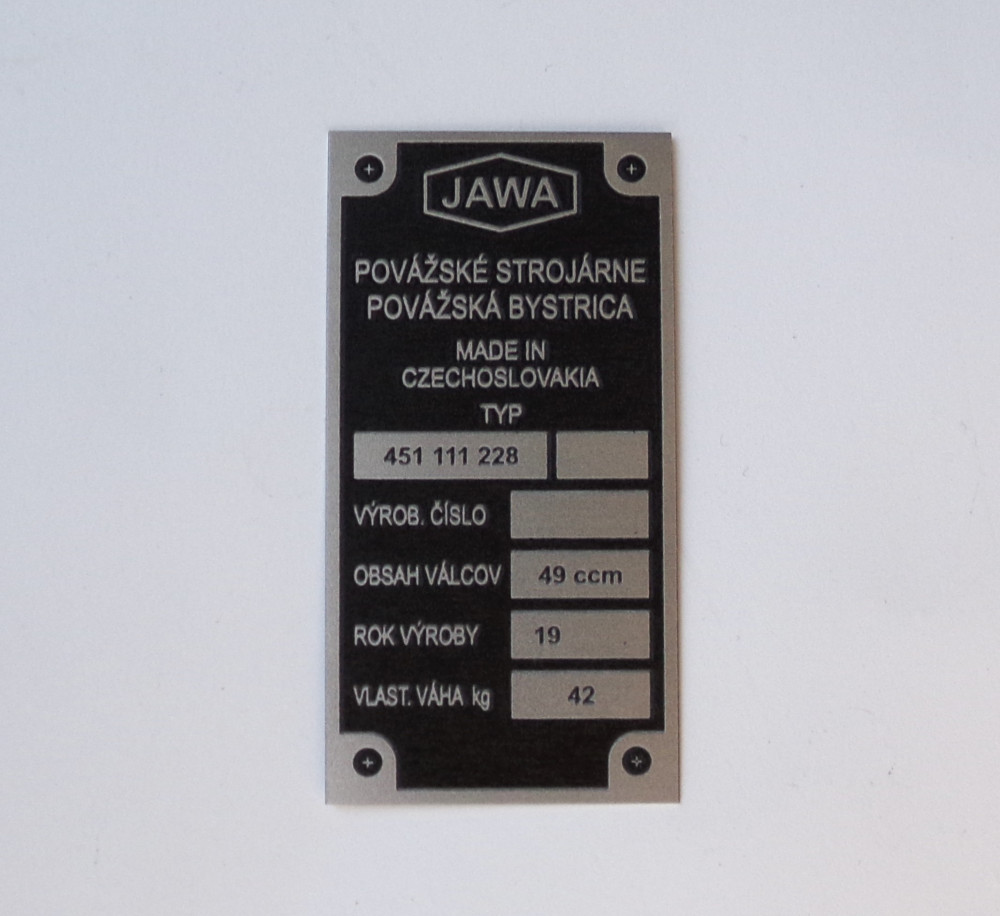 JAWA
POVÁŽSKÉ STROJÁRNE
POVÁŽSKÁ BYSTRICA
MADE IN
CZECHOSLOVAKIA
TYP
451 111 228
VÝROB. ČÍSLO
OBSAH VÁLCOV 49 ccm
ROK VÝROBY 19
VLAST. VÁHA kg 42